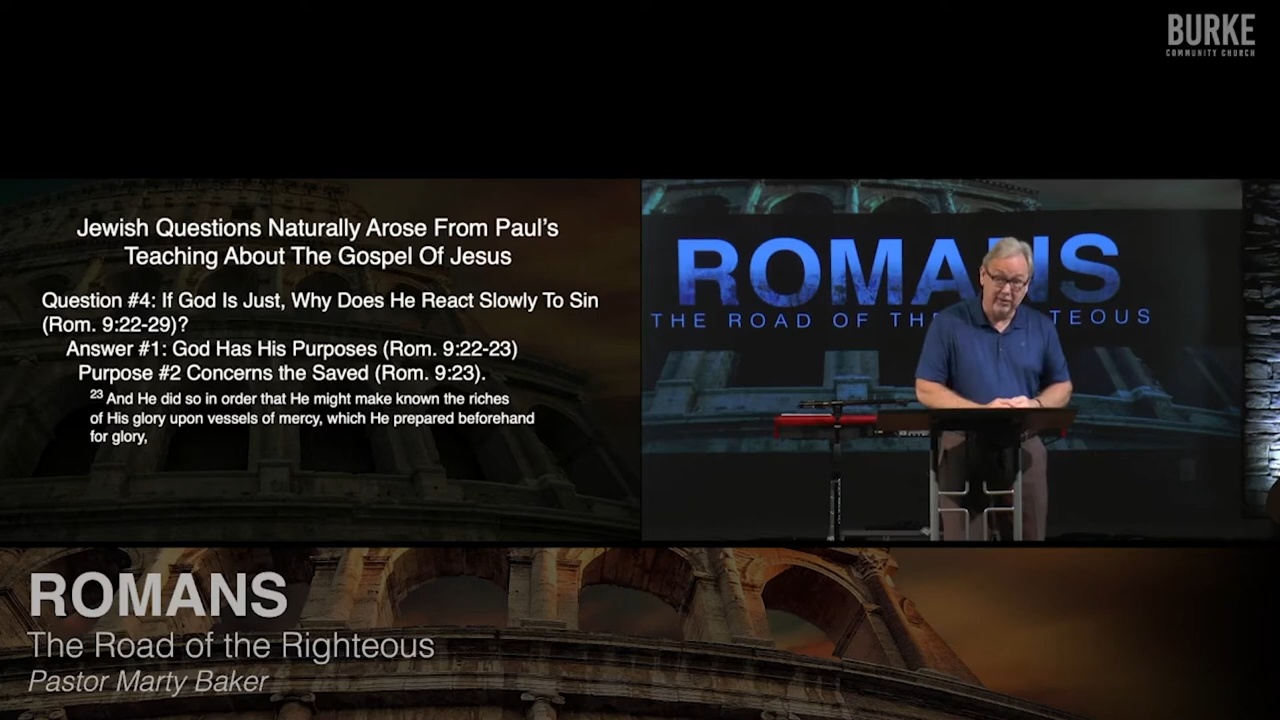 BURKE
COMMUNITY CHURCH
Jewish Questions Naturally Arose From Paul's
Teaching About The Gospel Of Jesus
Question #4: If God Is Just, Why Does He React Slowly To Sin
(Rom. 9:22-29)?
Answer #1: God Has His Purposes (Rom. 9:22-23)
Purpose #2 Concerns the Saved (Rom. 9:23).
23 And He did so in order that He might make known the riches
of His glory upon vessels of mercy, which He prepared beforehand
for glory,
ROMANS
THE ROAD OF THE TEOUS
ROMANS
The Road of the Righteous
Pastor Marty Baker